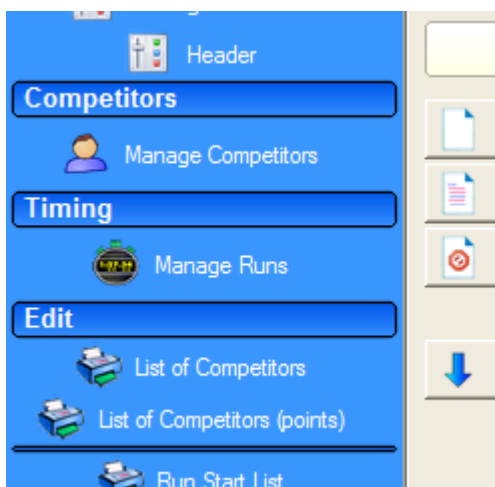 Header
Competitors
Manage Competitors
Timing
Manage Runs
Edit
List of Competitors
List of Competitors (points)
Run Start List